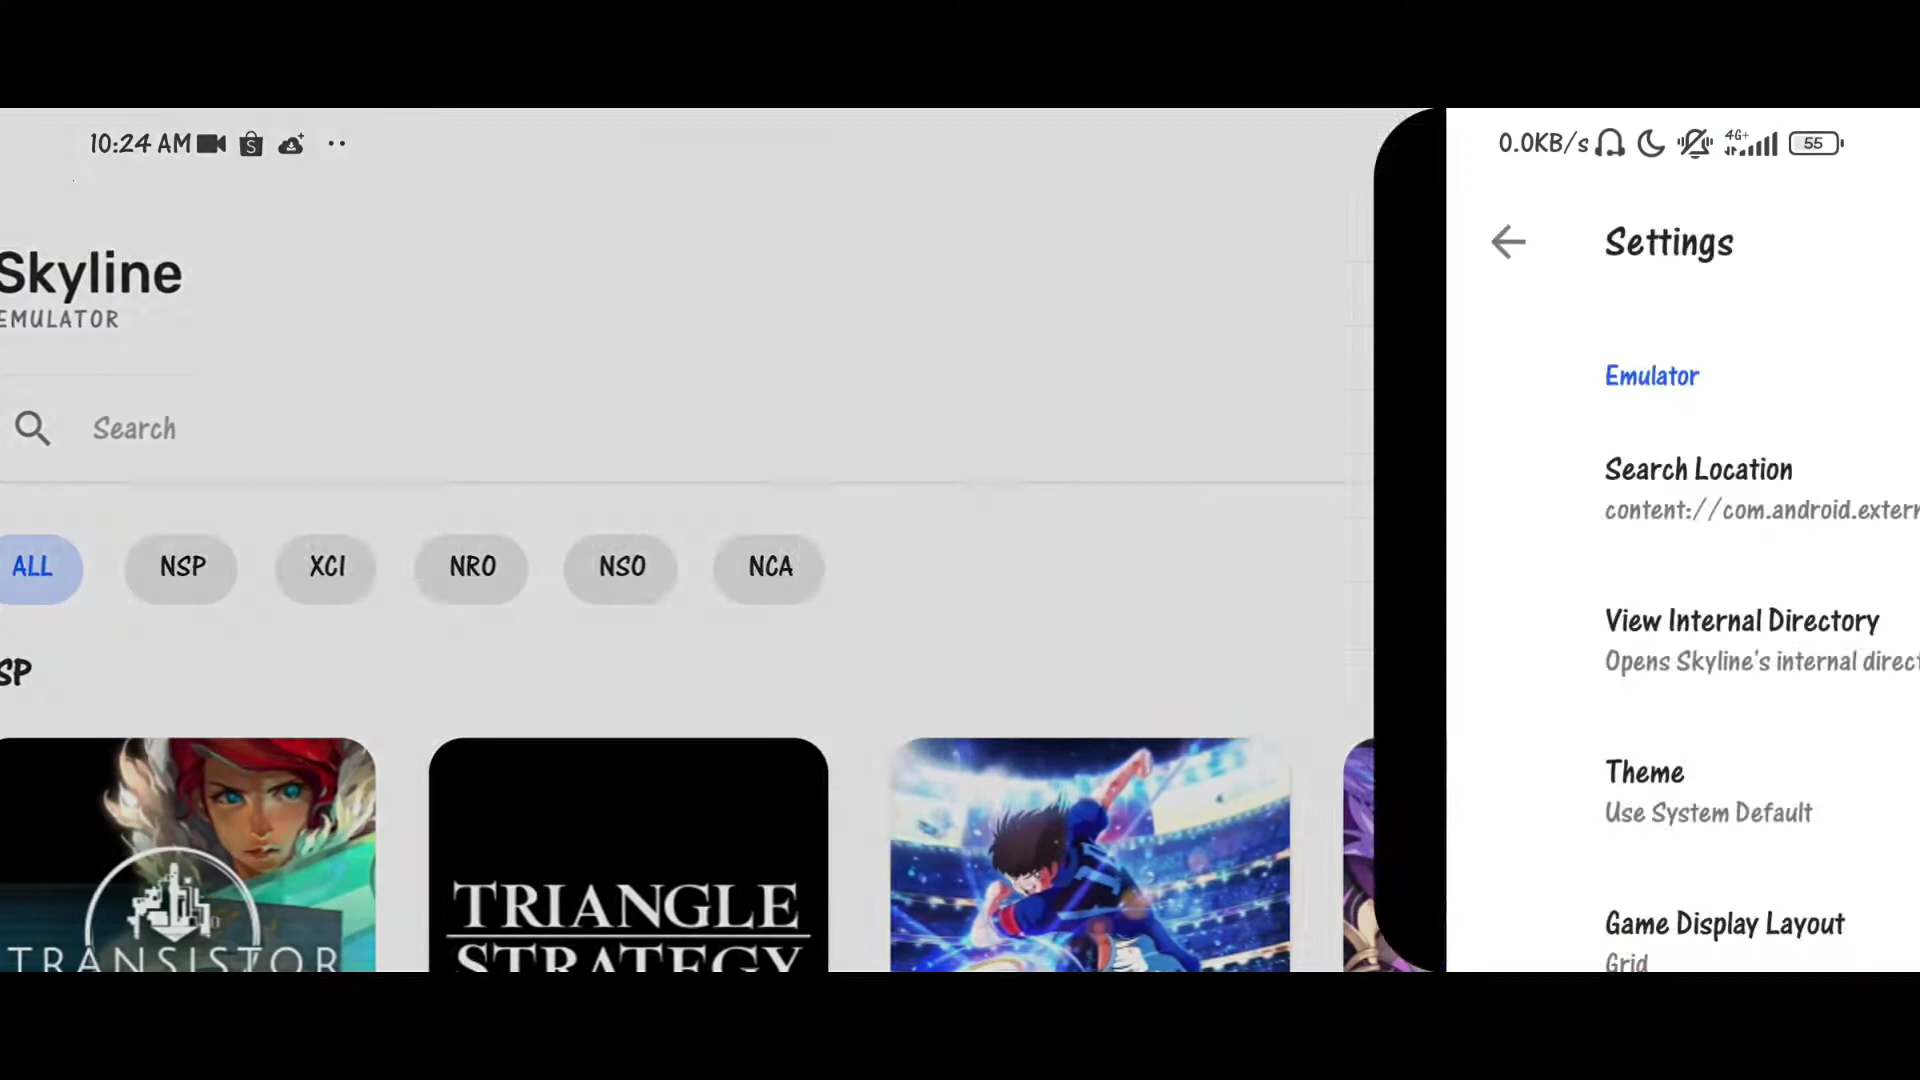 10:24 AM
0.0KB/s 4G+ 55
Skyline
EMULATOR
Search
ALL NSP XCI NRO NSO NCA
SP
TRANSISTOR
TRIANGLE
STRATEGY
Settings
Emulator
Search Location
content://com.android.extern
View Internal Directory
Opens Skyline's internal direct
Theme
Use System Default
Game Display Layout
Grid